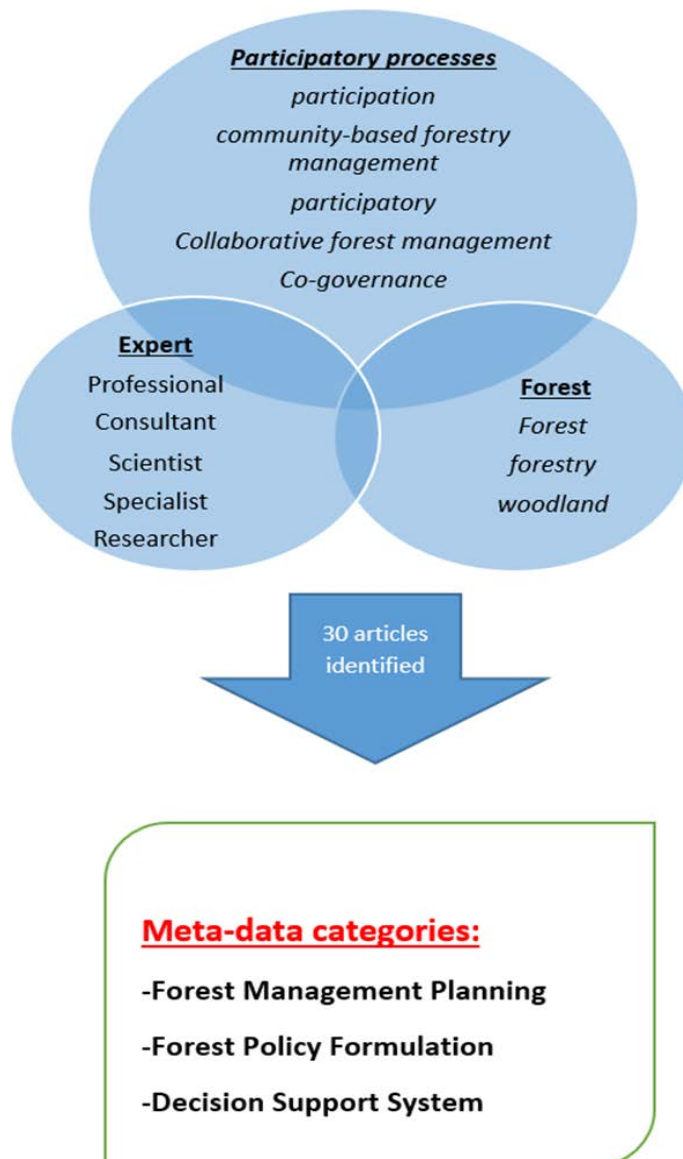 Participatory processes
participation
community-based forestry
management
participatory
Collaborative forest management
Co-governance
Expert
Professional
Consultant
Scientist
Specialist
Researcher
Forest
Forest
forestry
woodland
30 articles
identified
Meta-data categories:
-Forest Management Planning
-Forest Policy Formulation
-Decision Support System